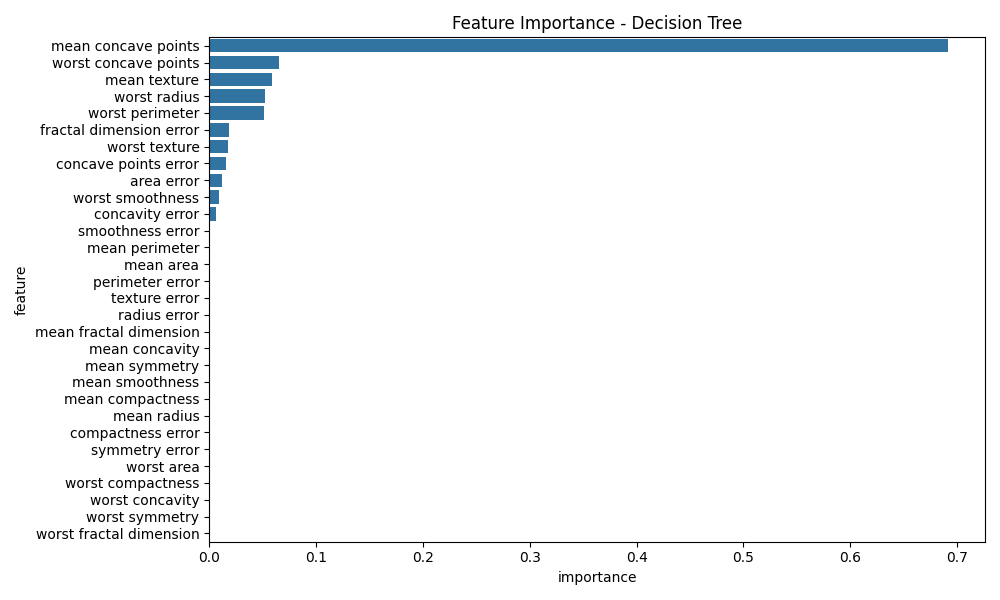 Feature Importance - Decision Tree
mean concave points
worst concave points
mean texture
worst radius
worst perimeter
fractal dimension error
worst texture
concave points error
area error
worst smoothness
concavity error
smoothness error
mean perimeter
mean area
perimeter error
texture error
radius error
mean fractal dimension
mean concavity
mean symmetry
mean smoothness
mean compactness
mean radius
compactness error
symmetry error
worst area
worst compactness
worst concavity
worst symmetry
worst fractal dimension
feature
0.0 0.1 0.2 0.3 0.4 0.5 0.6 0.7
importance